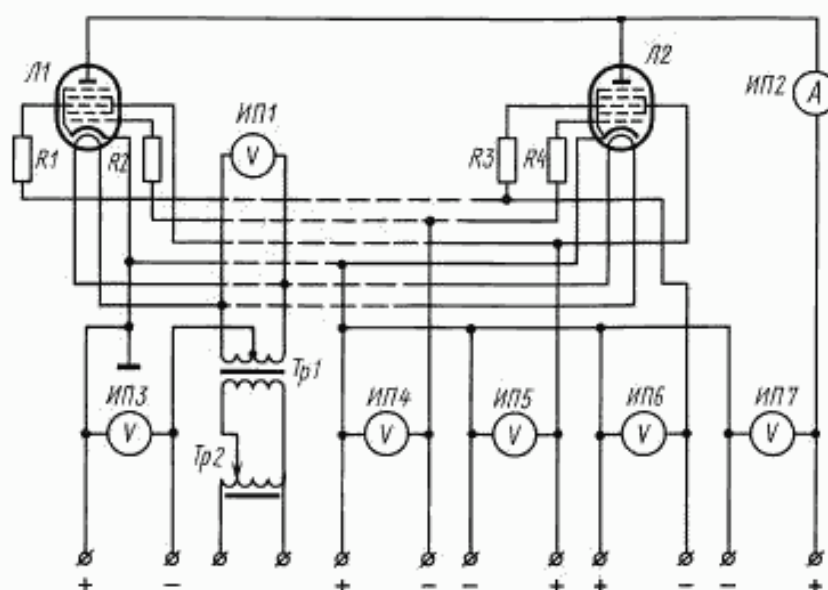 Л1
Л2
ИП2
A
ИП1
V
R1
R2
R3
R4
Тр1
ИП3
V
ИП4
V
ИП5
V
ИП6
V
ИП7
V
Тр2
+ − + − − + + − − +